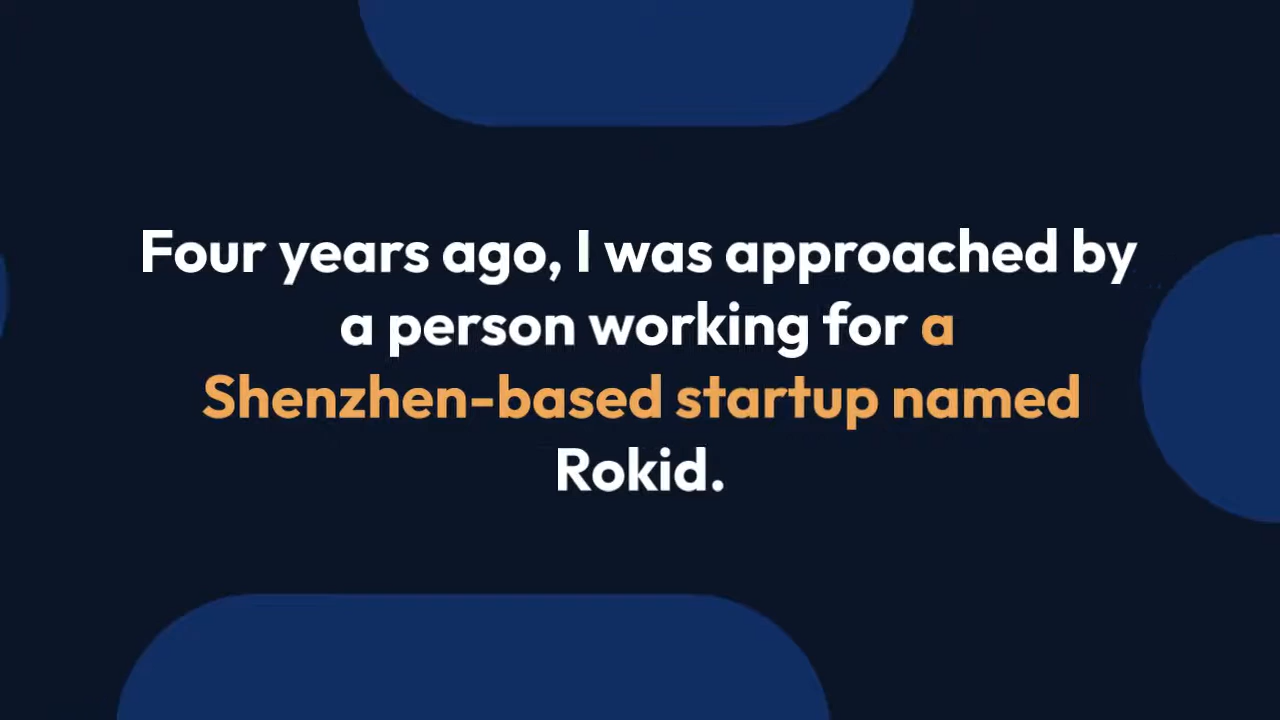 Four years ago, I was approached by
a person working for a
Shenzhen-based startup named
Rokid.